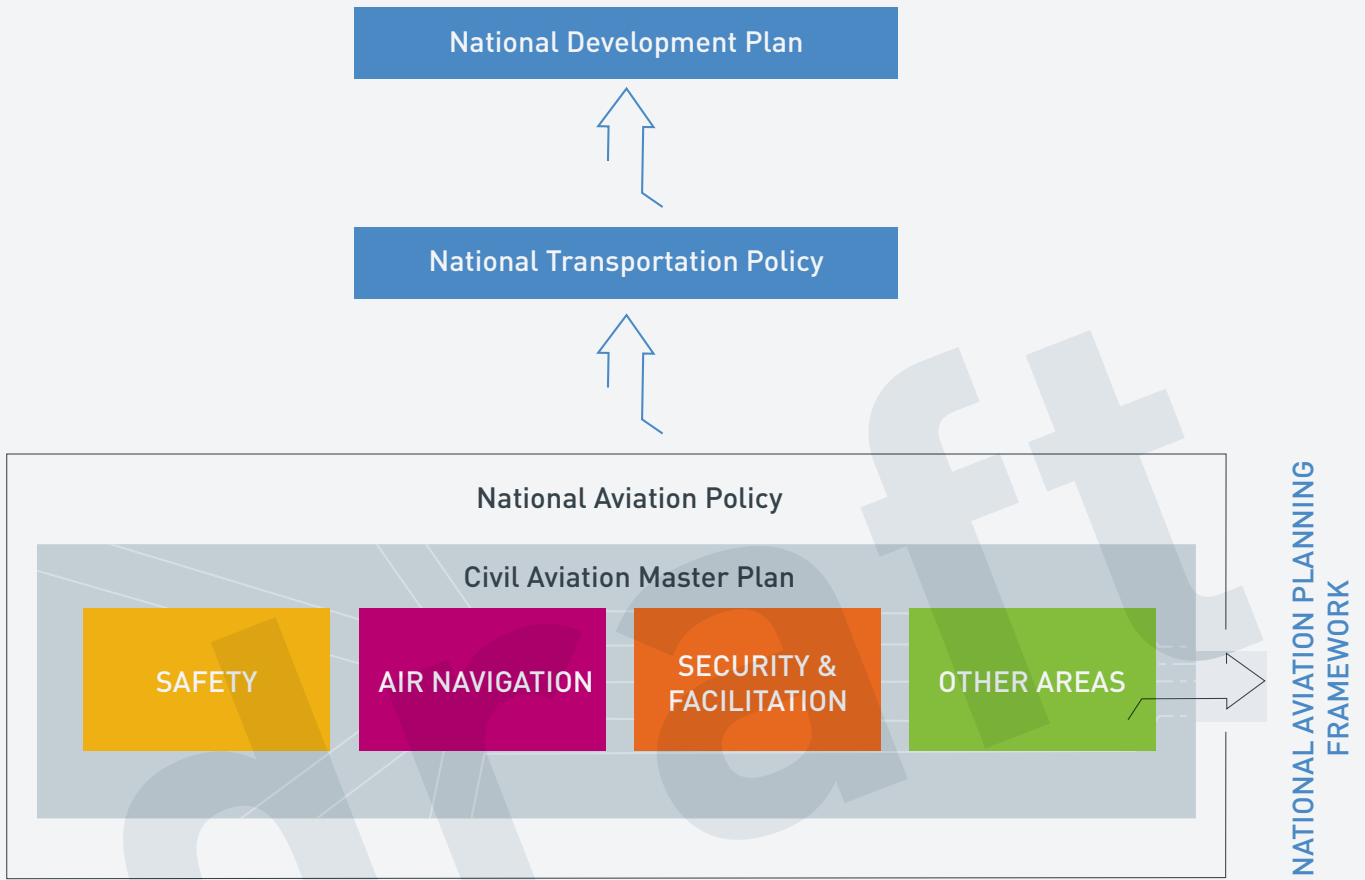 National Development Plan
National Transportation Policy
National Aviation Policy
Civil Aviation Master Plan
SAFETY
AIR NAVIGATION
SECURITY &
FACILITATION
OTHER AREAS
NATIONAL AVIATION PLANNING
FRAMEWORK
draft